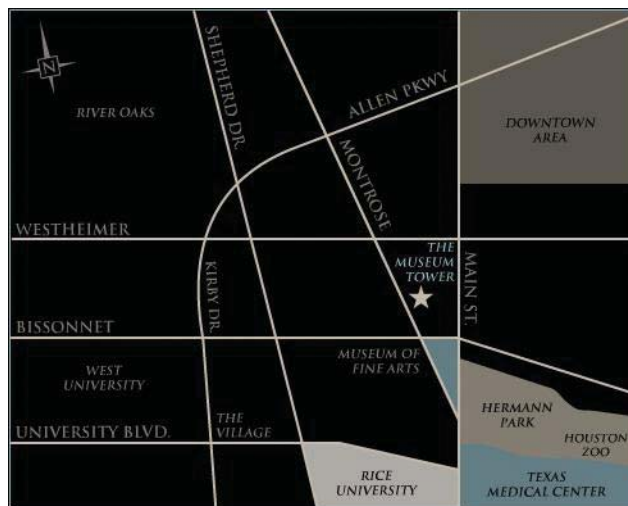 N
RIVER OAKS
SHEPHERD DR.
ALLEN PKWY
DOWNTOWN
AREA
MONTROSE
WESTHEIMER
THE
MUSEUM
TOWER
MAIN ST.
KIRBY DR.
BISSONNET
MUSEUM OF
FINE ARTS
WEST
UNIVERSITY
THE
VILLAGE
HERMANN
PARK
UNIVERSITY BLVD.
HOUSTON
ZOO
RICE
UNIVERSITY
TEXAS
MEDICAL CENTER